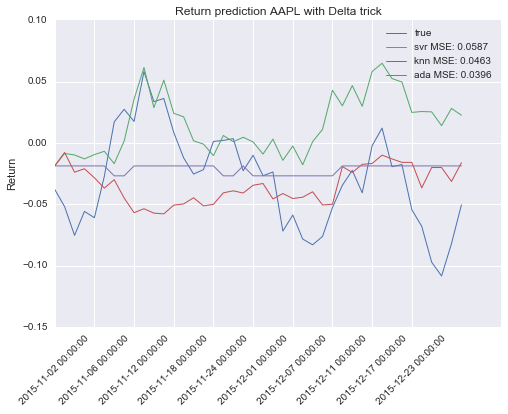 Return prediction AAPL with Delta trick
true
svr MSE: 0.0587
knn MSE: 0.0463
ada MSE: 0.0396
0.10
0.05
0.00
−0.05
−0.10
−0.15
Return
2015-11-02 00:00:00
2015-11-06 00:00:00
2015-11-12 00:00:00
2015-11-18 00:00:00
2015-11-24 00:00:00
2015-12-01 00:00:00
2015-12-07 00:00:00
2015-12-11 00:00:00
2015-12-17 00:00:00
2015-12-23 00:00:00